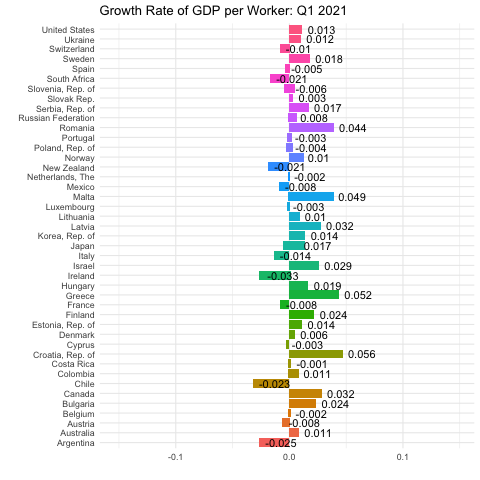 Growth Rate of GDP per Worker: Q1 2021
United States 0.013
Ukraine 0.012
Switzerland -0.01
Sweden 0.018
Spain -0.005
South Africa -0.021
Slovenia, Rep. of -0.006
Slovak Rep. 0.003
Serbia, Rep. of 0.017
Russian Federation 0.008
Romania 0.044
Portugal -0.003
Poland, Rep. of -0.004
Norway 0.01
New Zealand -0.021
Netherlands, The -0.002
Mexico -0.008
Malta 0.049
Luxembourg -0.003
Lithuania 0.01
Latvia 0.032
Korea, Rep. of 0.014
Japan 0.017
Italy -0.014
Israel 0.029
Ireland -0.033
Hungary 0.019
Greece 0.052
France -0.008
Finland 0.024
Estonia, Rep. of 0.014
Denmark 0.006
Cyprus -0.003
Croatia, Rep. of 0.056
Costa Rica -0.001
Colombia 0.011
Chile -0.023
Canada 0.032
Bulgaria 0.024
Belgium -0.002
Austria -0.008
Australia 0.011
Argentina -0.025
-0.1 0.0 0.1